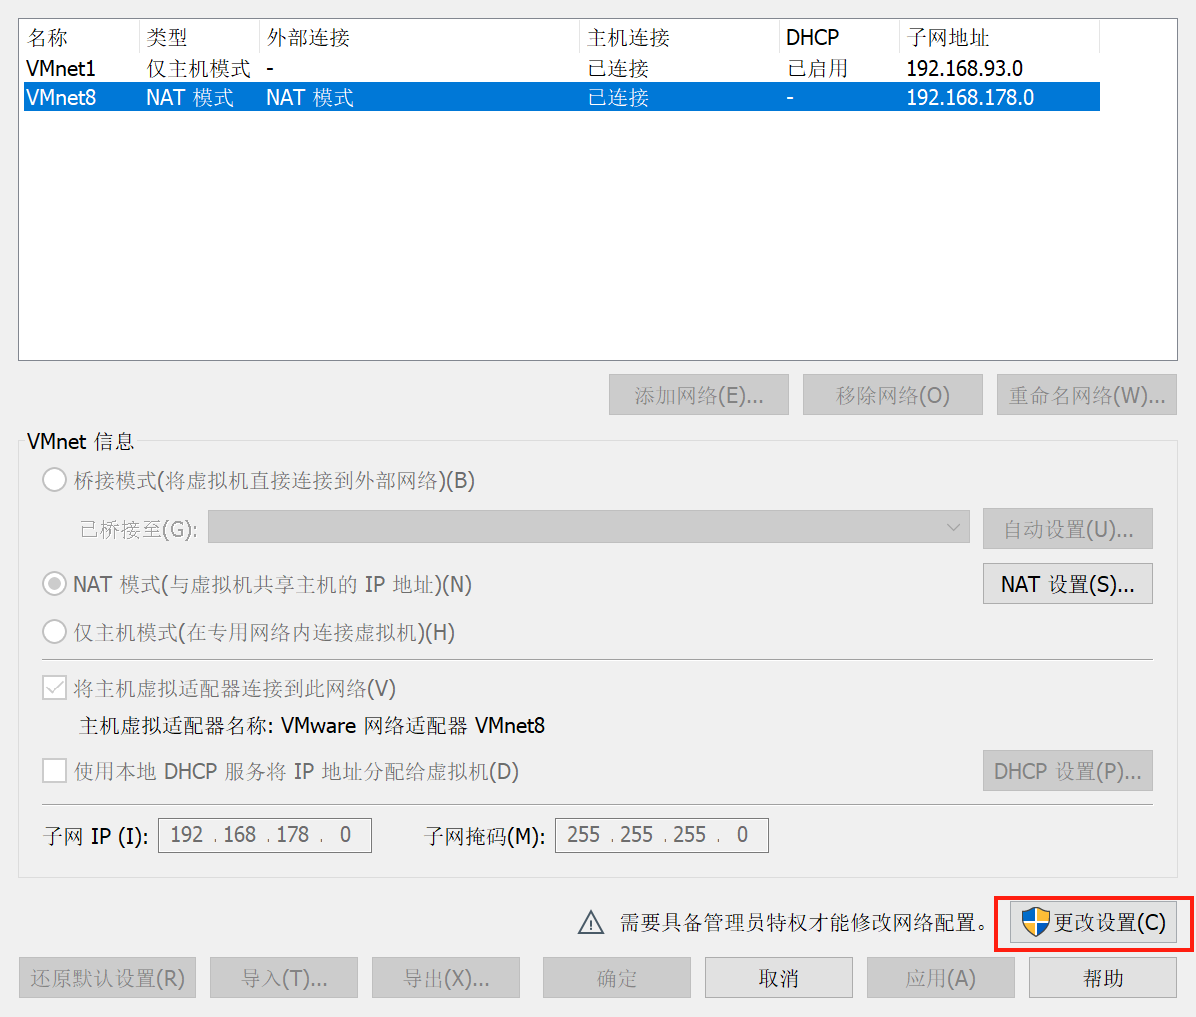 名称 类型 外部连接 主机连接 DHCP 子网地址
VMnet1 仅主机模式 - 已连接 已启用 192.168.93.0
VMnet8 NAT 模式 NAT 模式 已连接 - 192.168.178.0
添加网络(E)... 移除网络(O) 重命名网络(W)...
VMnet 信息
桥接模式(将虚拟机直接连接到外部网络)(B)
已桥接至(G): 自动设置(U)...
NAT 模式(与虚拟机共享主机的 IP 地址)(N) NAT 设置(S)...
仅主机模式(在专用网络内连接虚拟机)(H)
将主机虚拟适配器连接到此网络(V)
主机虚拟适配器名称: VMware 网络适配器 VMnet8
使用本地 DHCP 服务将 IP 地址分配给虚拟机(D) DHCP 设置(P)...
子网 IP (I): 192 . 168 . 178 . 0 子网掩码(M): 255 . 255 . 255 . 0
需要具备管理员特权才能修改网络配置。 更改设置(C)
还原默认设置(R) 导入(T)... 导出(X)... 确定 取消 应用(A) 帮助